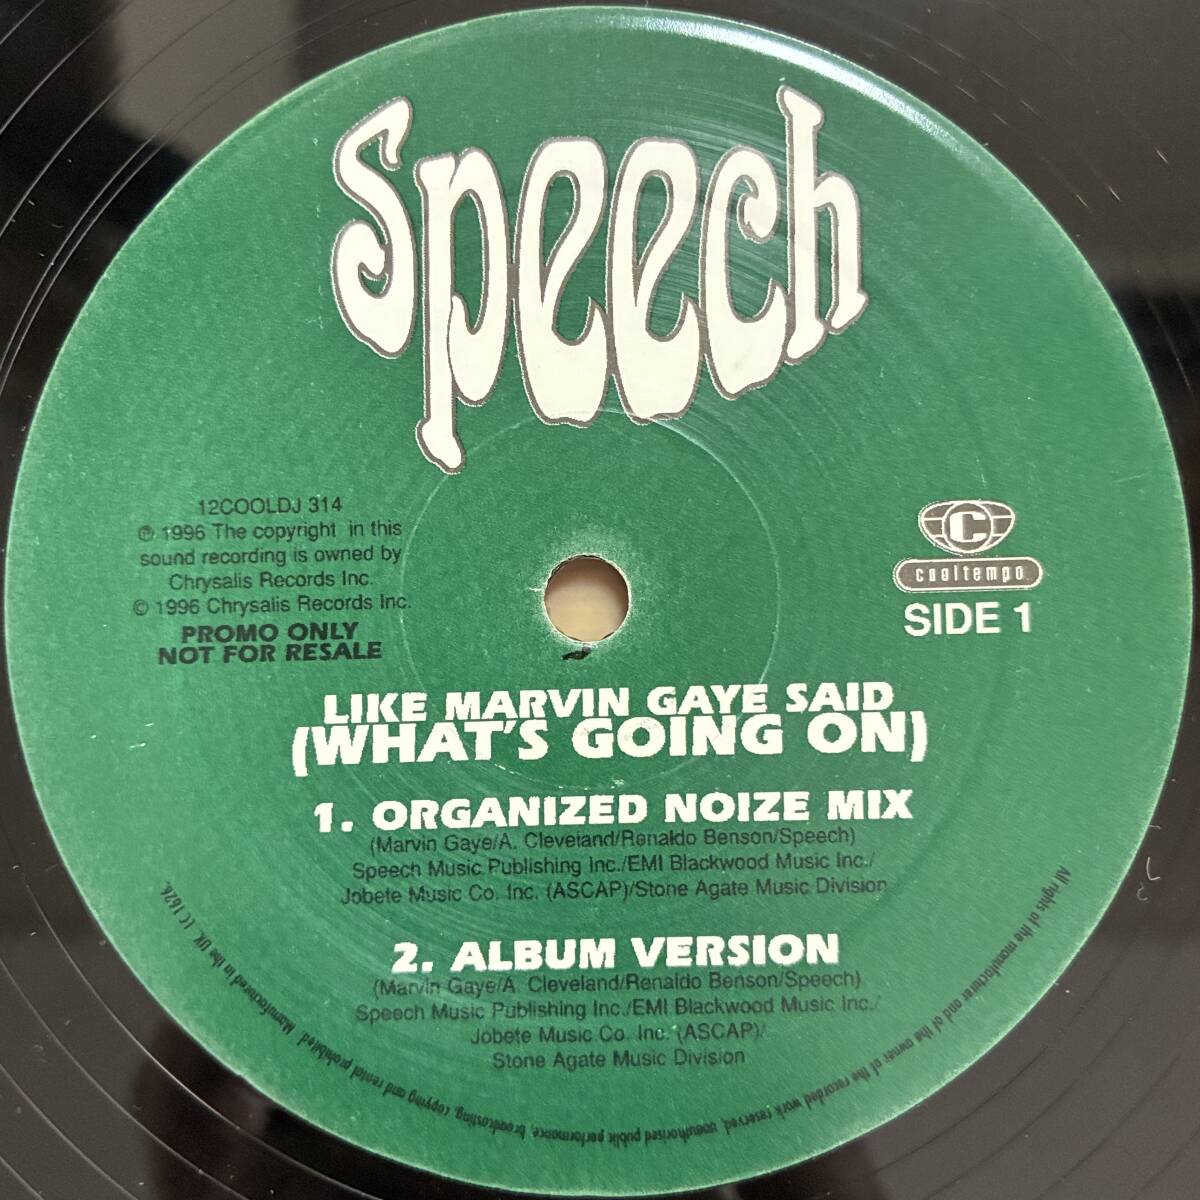 Speech
12COOLDJ 314
℗ 1996 The copyright in this
sound recording is owned by
Chrysalis Records Inc.
© 1996 Chrysalis Records Inc.
PROMO ONLY
NOT FOR RESALE
C
cooltempo
SIDE 1
LIKE MARVIN GAYE SAID
(WHAT'S GOING ON)
1. ORGANIZED NOIZE MIX
(Marvin Gaye/A. Cleveland/Renaldo Benson/Speech)
Speech Music Publishing Inc./EMI Blackwood Music Inc./
Jobete Music Co. Inc. (ASCAP)/Stone Agate Music Division
2. ALBUM VERSION
(Marvin Gaye/A. Cleveland/Renaldo Benson/Speech)
Speech Music Publishing Inc./EMI Blackwood Music Inc./
Jobete Music Co. Inc. (ASCAP)/
Stone Agate Music Division
All rights of the manufacturer and of the owner of the recorded work reserved, unauthorised public performance, broadcasting, copying and rental prohibited. Manufactured in the UK. LC 1626.